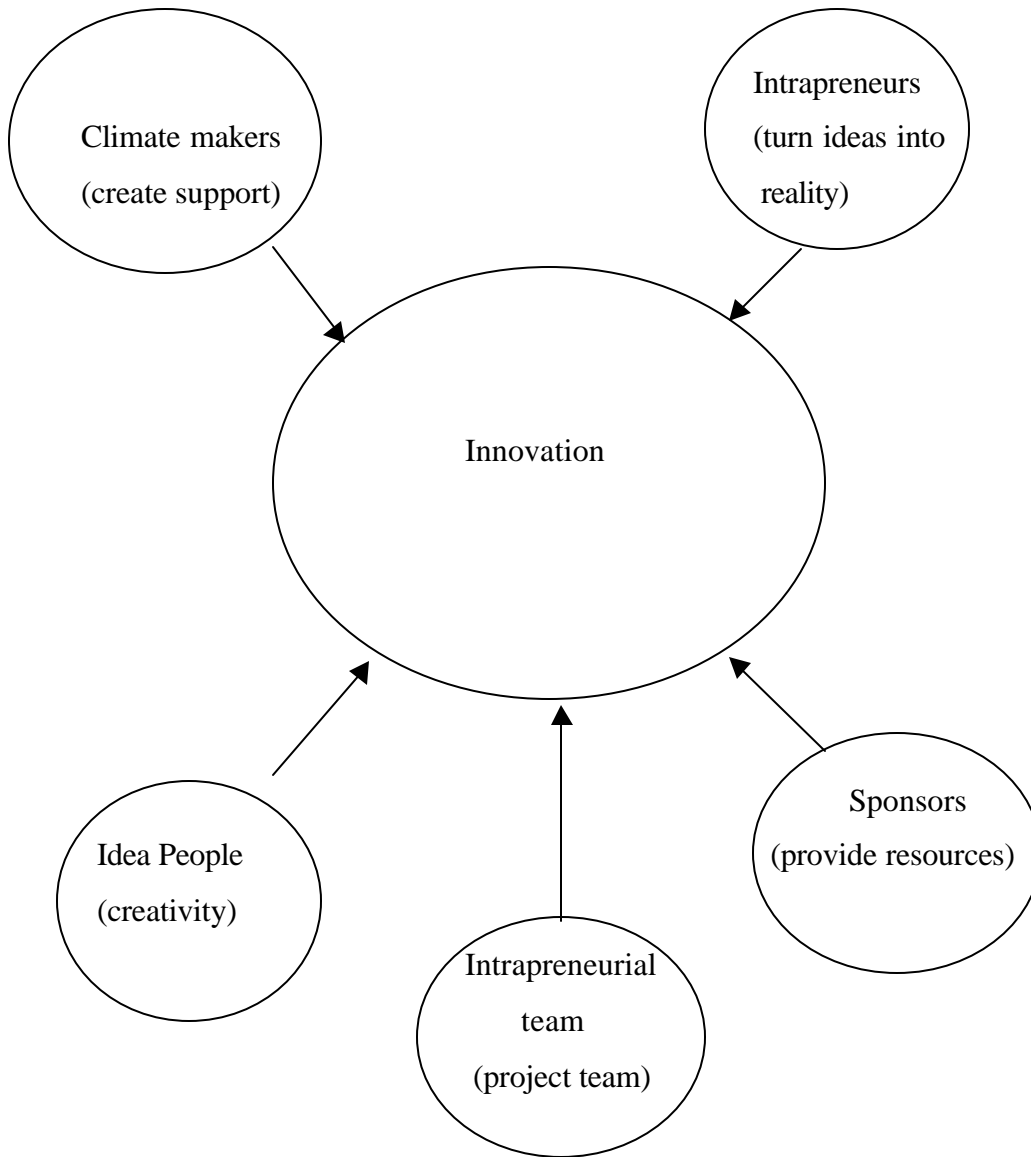 Climate makers
(create support)
Intrapreneurs
(turn ideas into
reality)
Innovation
Idea People
(creativity)
Intrapreneurial
team
(project team)
Sponsors
(provide resources)